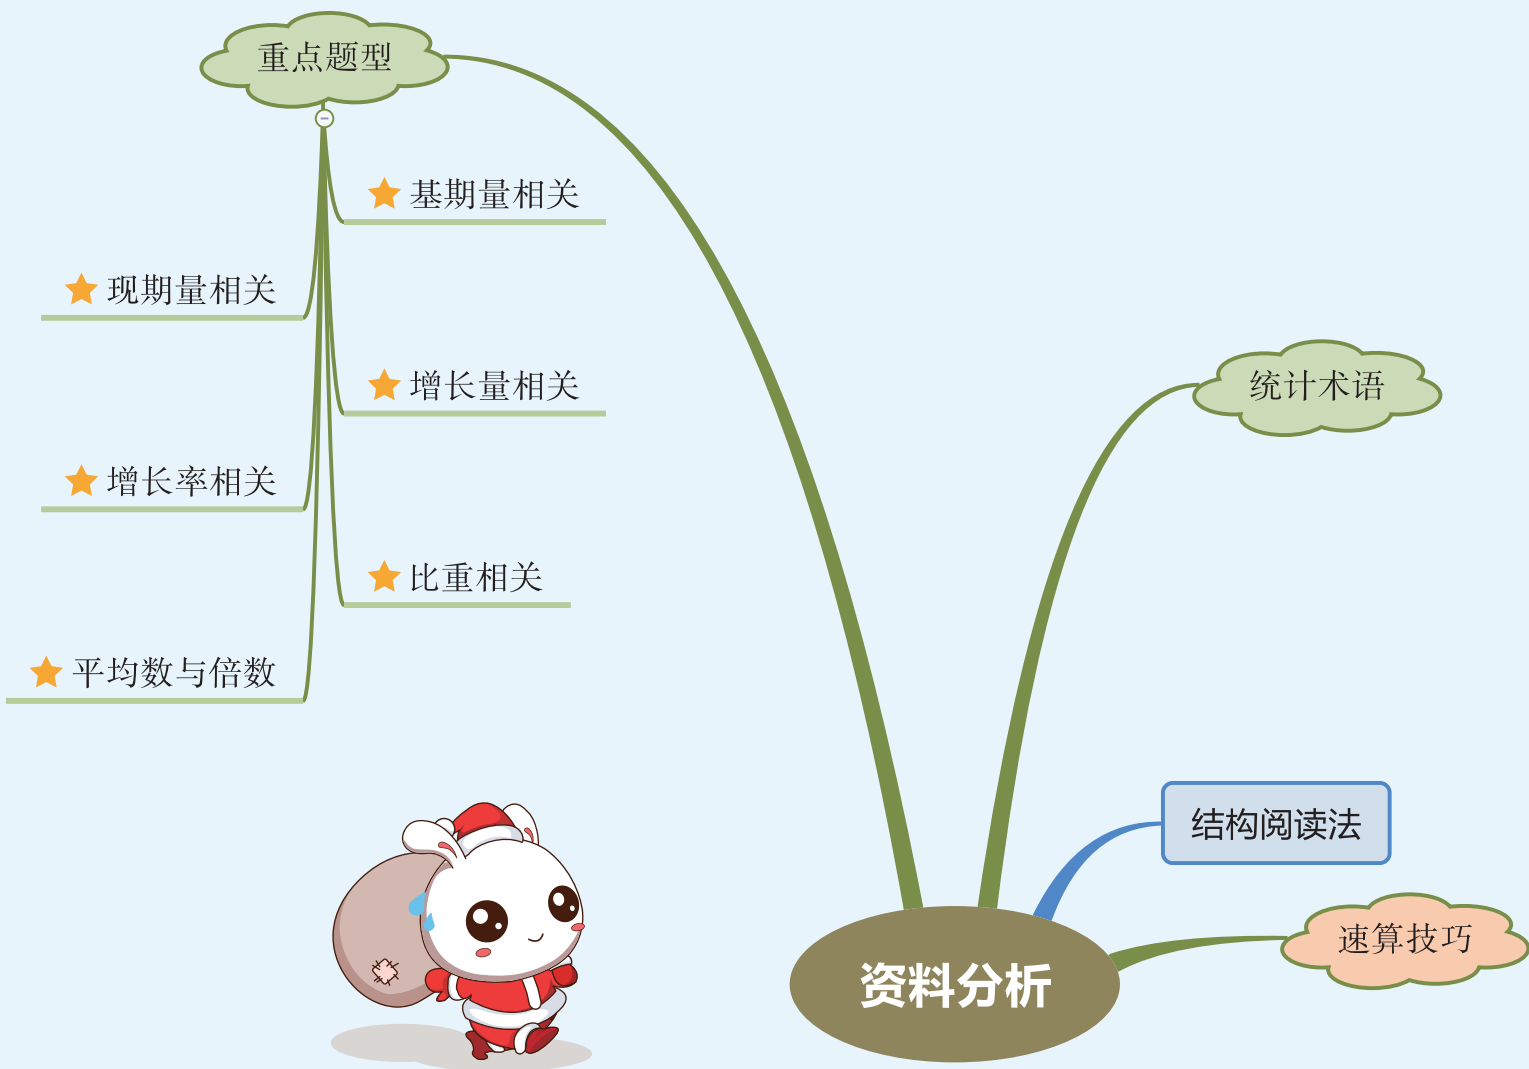 重点题型
基期量相关
现期量相关
增长量相关
增长率相关
比重相关
平均数与倍数
统计术语
结构阅读法
速算技巧
资料分析